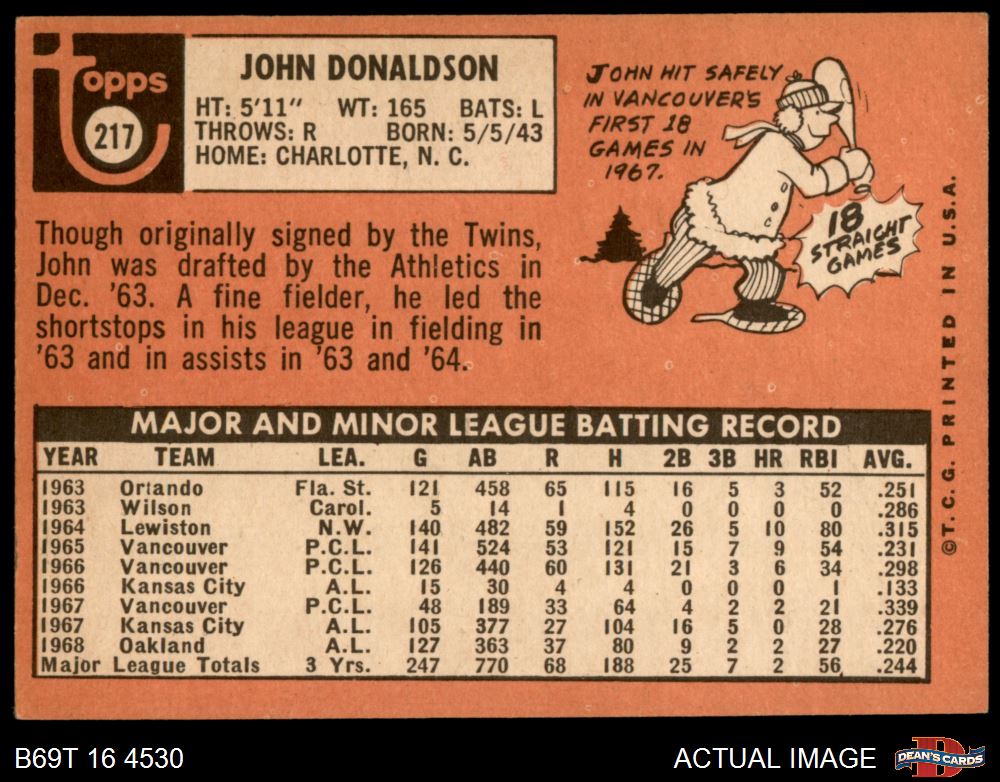 topps
217
JOHN DONALDSON
HT: 5'11" WT: 165 BATS: L
THROWS: R BORN: 5/5/43
HOME: CHARLOTTE, N. C.
JOHN HIT SAFELY
IN VANCOUVER'S
FIRST 18
GAMES IN
1967.
18
STRAIGHT
GAMES
Though originally signed by the Twins,
John was drafted by the Athletics in
Dec. '63. A fine fielder, he led the
shortstops in his league in fielding in
'63 and in assists in '63 and '64.
MAJOR AND MINOR LEAGUE BATTING RECORD
YEAR TEAM LEA. G AB R H 2B 3B HR RBI AVG.
1963 Orlando Fla. St. 121 458 65 115 16 5 3 52 .251
1963 Wilson Carol. 5 14 1 4 0 0 0 0 .286
1964 Lewiston N.W. 140 482 59 152 26 5 10 80 .315
1965 Vancouver P.C.L. 141 524 53 121 15 7 9 54 .231
1966 Vancouver P.C.L. 126 440 60 131 21 3 6 34 .298
1966 Kansas City A.L. 15 30 4 4 0 0 0 1 .133
1967 Vancouver P.C.L. 48 189 33 64 4 2 2 21 .339
1967 Kansas City A.L. 105 377 27 104 16 5 0 28 .276
1968 Oakland A.L. 127 363 37 80 9 2 2 27 .220
Major League Totals 3 Yrs. 247 770 68 188 25 7 2 56 .244
©T. C. G. PRINTED IN U.S.A.
B69T 16 4530
ACTUAL IMAGE
D
DEAN'S CARDS